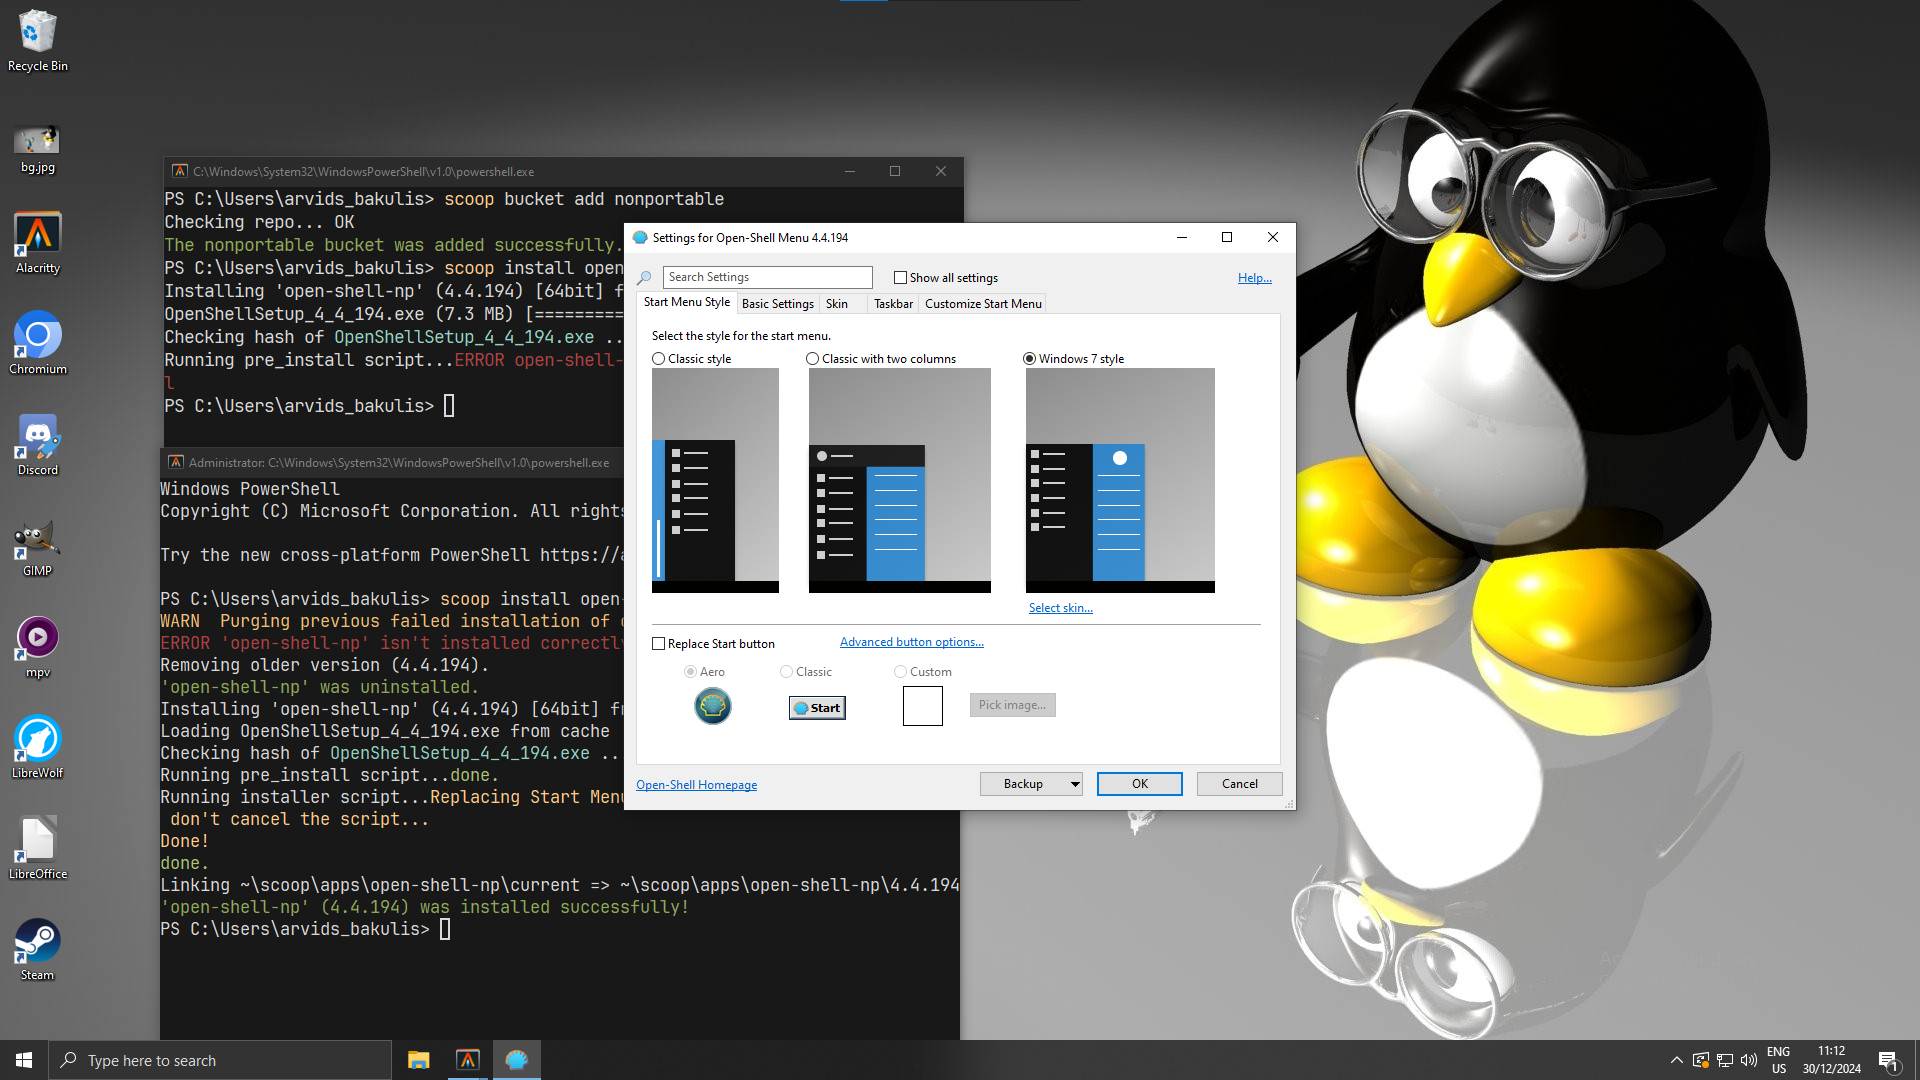 Recycle Bin
bg.jpg
Alacritty
Chromium
Discord
GIMP
mpv
LibreWolf
LibreOffice
Steam
C:\Windows\System32\WindowsPowerShell\v1.0\powershell.exe
PS C:\Users\arvids_bakulis> scoop bucket add nonportable
Checking repo... OK
The nonportable bucket was added successfully.
PS C:\Users\arvids_bakulis> scoop install open
Installing 'open-shell-np' (4.4.194) [64bit] f
OpenShellSetup_4_4_194.exe (7.3 MB) [=========
Checking hash of OpenShellSetup_4_4_194.exe ..
Running pre_install script...ERROR open-shell-
l
PS C:\Users\arvids_bakulis>
Administrator: C:\Windows\System32\WindowsPowerShell\v1.0\powershell.exe
Windows PowerShell
Copyright (C) Microsoft Corporation. All rights
Try the new cross-platform PowerShell https://a
PS C:\Users\arvids_bakulis> scoop install open-
WARN  Purging previous failed installation of
ERROR 'open-shell-np' isn't installed correctly
Removing older version (4.4.194).
'open-shell-np' was uninstalled.
Installing 'open-shell-np' (4.4.194) [64bit] fr
Loading OpenShellSetup_4_4_194.exe from cache
Checking hash of OpenShellSetup_4_4_194.exe ..
Running pre_install script...done.
Running installer script...Replacing Start Menu
don't cancel the script...
Done!
done.
Linking ~\scoop\apps\open-shell-np\current => ~\scoop\apps\open-shell-np\4.4.194
'open-shell-np' (4.4.194) was installed successfully!
PS C:\Users\arvids_bakulis>
Settings for Open-Shell Menu 4.4.194
Search Settings
Show all settings
Help...
Start Menu Style Basic Settings Skin Taskbar Customize Start Menu
Select the style for the start menu.
Classic style Classic with two columns Windows 7 style
Select skin...
Replace Start button Advanced button options...
Aero Classic Custom
Start
Pick image...
Open-Shell Homepage
Backup OK Cancel
Type here to search
ENG
US
11:12
30/12/2024
1